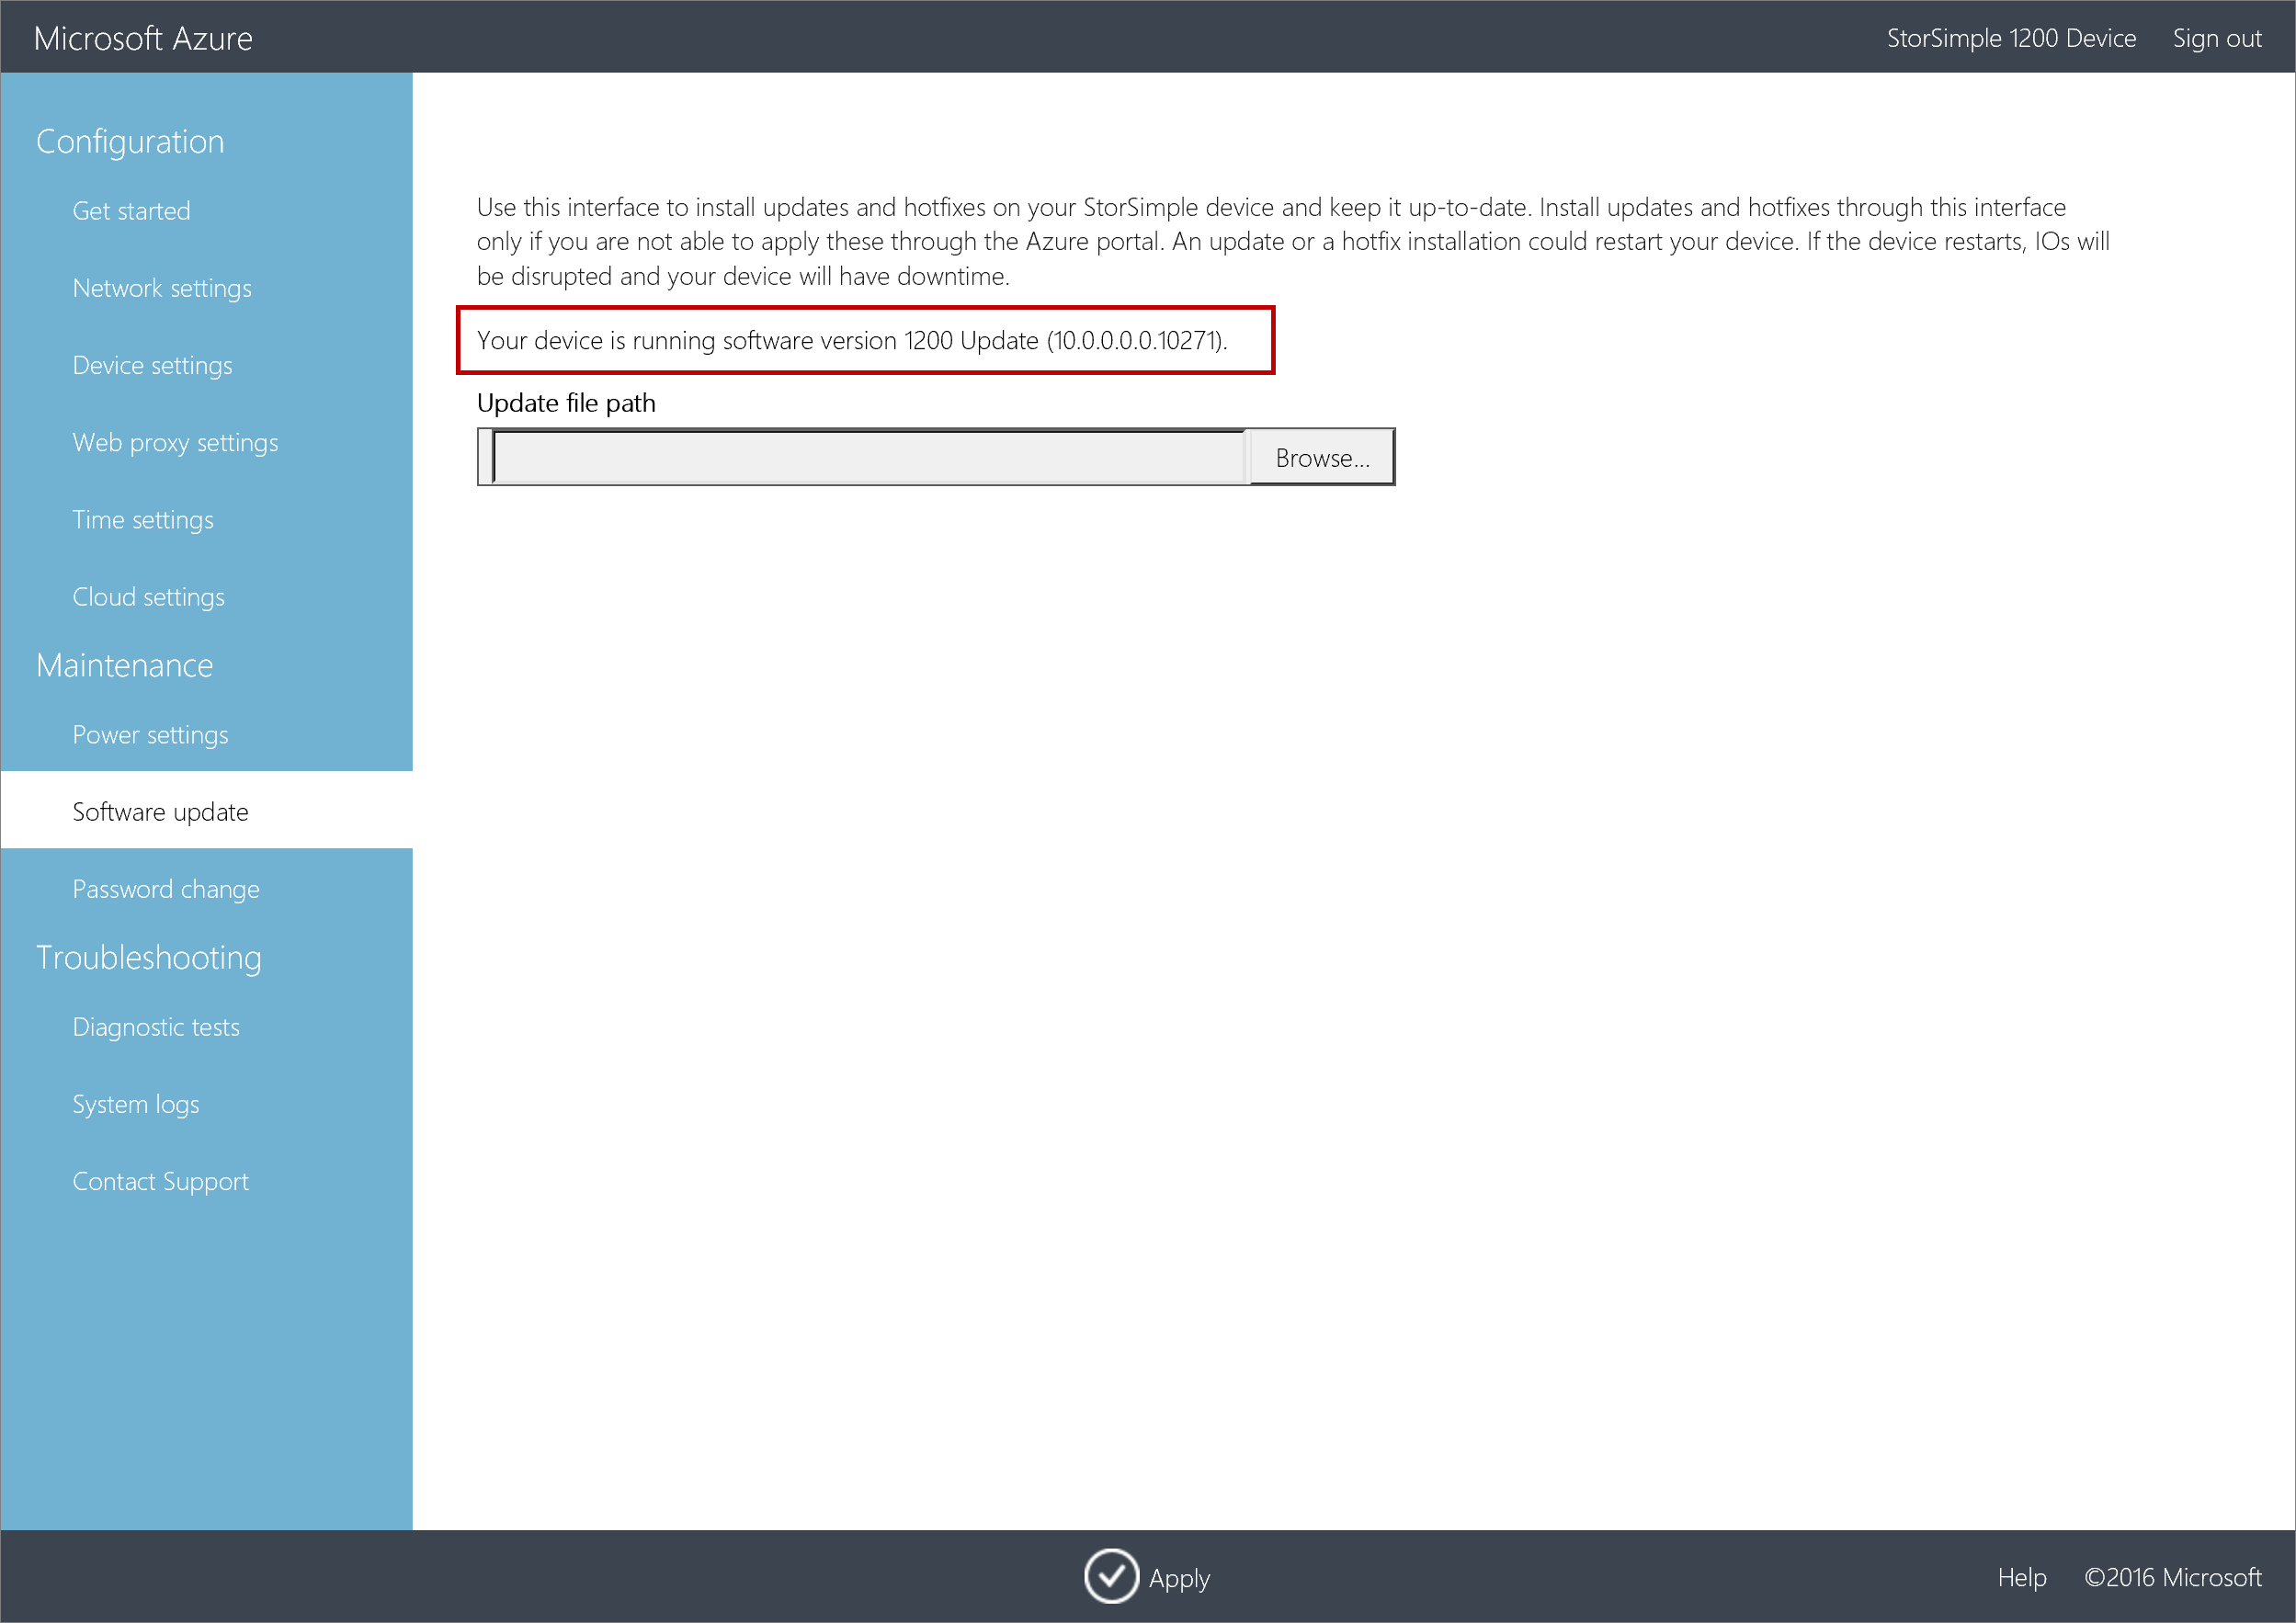 Microsoft Azure
StorSimple 1200 Device
Sign out
Configuration
Get started
Network settings
Device settings
Web proxy settings
Time settings
Cloud settings
Maintenance
Power settings
Software update
Password change
Troubleshooting
Diagnostic tests
System logs
Contact Support
Use this interface to install updates and hotfixes on your StorSimple device and keep it up-to-date. Install updates and hotfixes through this interface
only if you are not able to apply these through the Azure portal. An update or a hotfix installation could restart your device. If the device restarts, IOs will
be disrupted and your device will have downtime.
Your device is running software version 1200 Update (10.0.0.0.0.10271).
Update file path
Browse...
Apply
Help
©2016 Microsoft